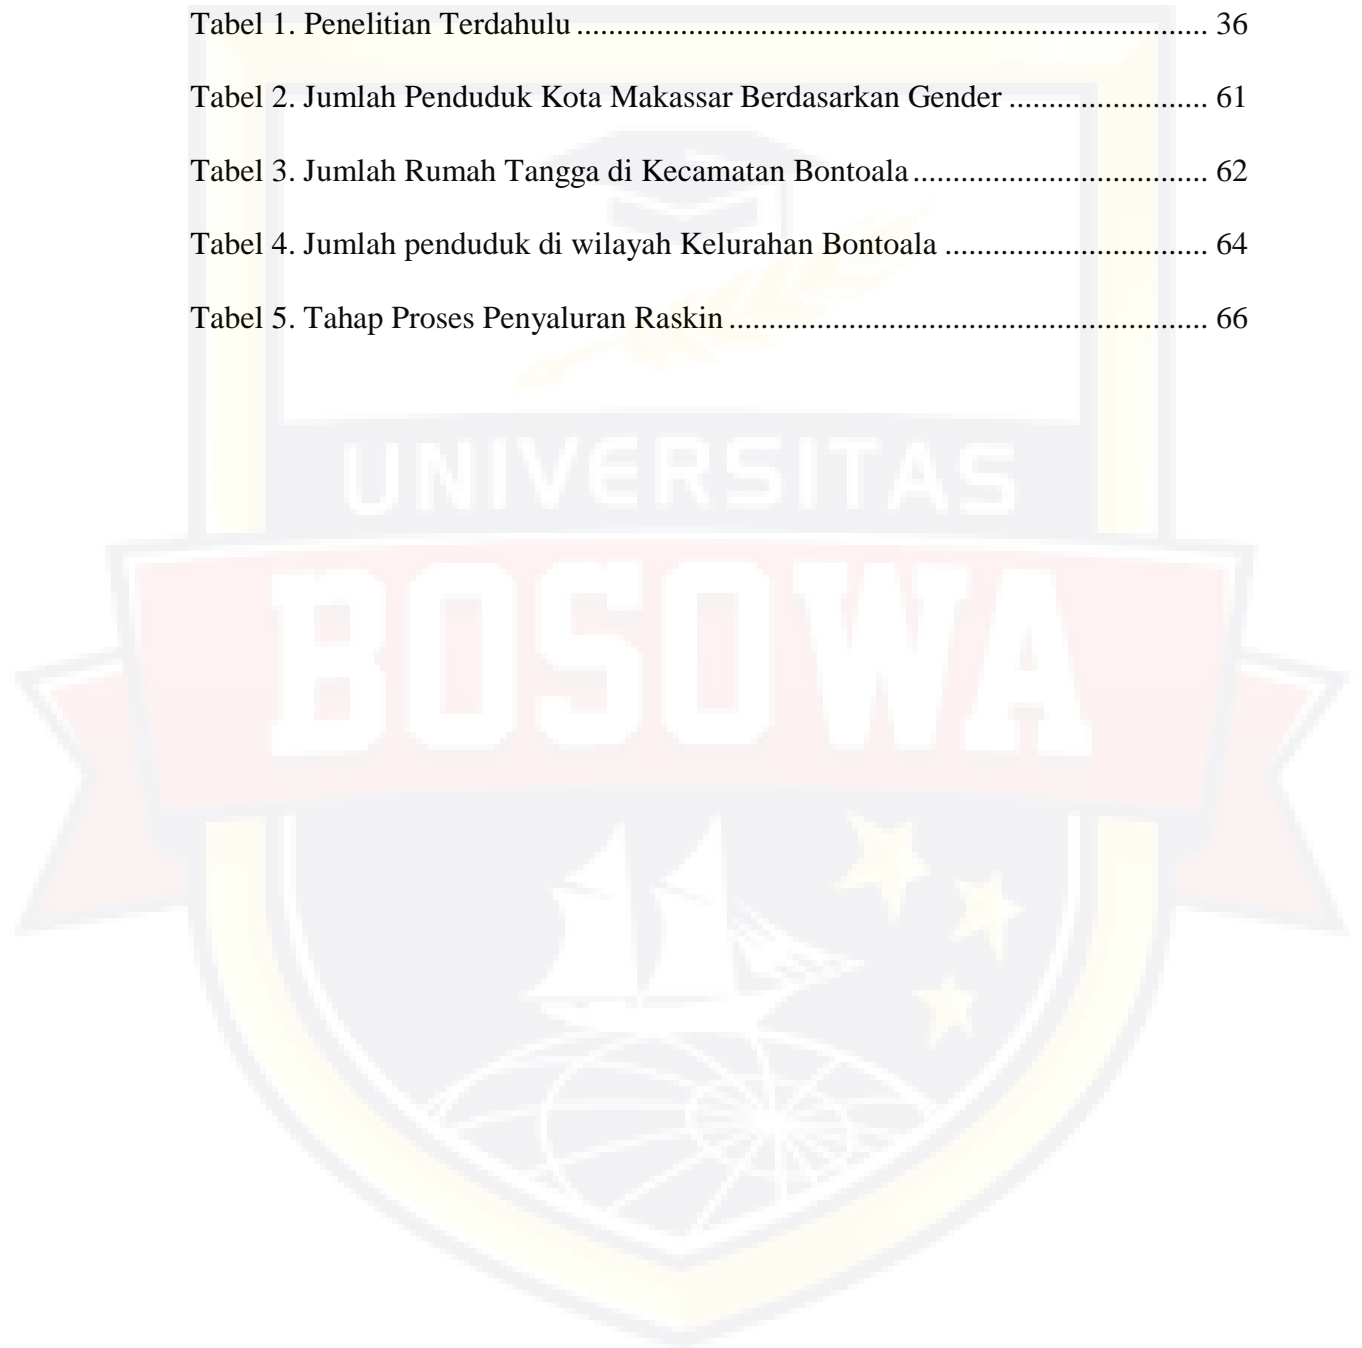 Tabel 1. Penelitian Terdahulu ............................................................................... 36
Tabel 2. Jumlah Penduduk Kota Makassar Berdasarkan Gender ......................... 61
Tabel 3. Jumlah Rumah Tangga di Kecamatan Bontoala ..................................... 62
Tabel 4. Jumlah penduduk di wilayah Kelurahan Bontoala ................................. 64
Tabel 5. Tahap Proses Penyaluran Raskin ............................................................ 66
UNIVERSITAS
BOSOWA